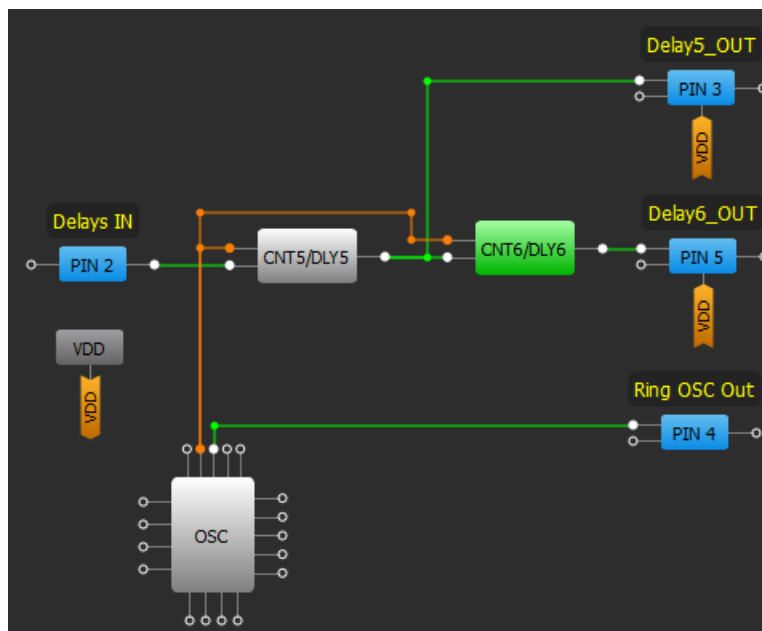 Delay5_OUT
PIN 3
VDD
Delays IN
PIN 2
CNT5/DLY5
CNT6/DLY6
Delay6_OUT
PIN 5
VDD
VDD
VDD
Ring OSC Out
PIN 4
OSC